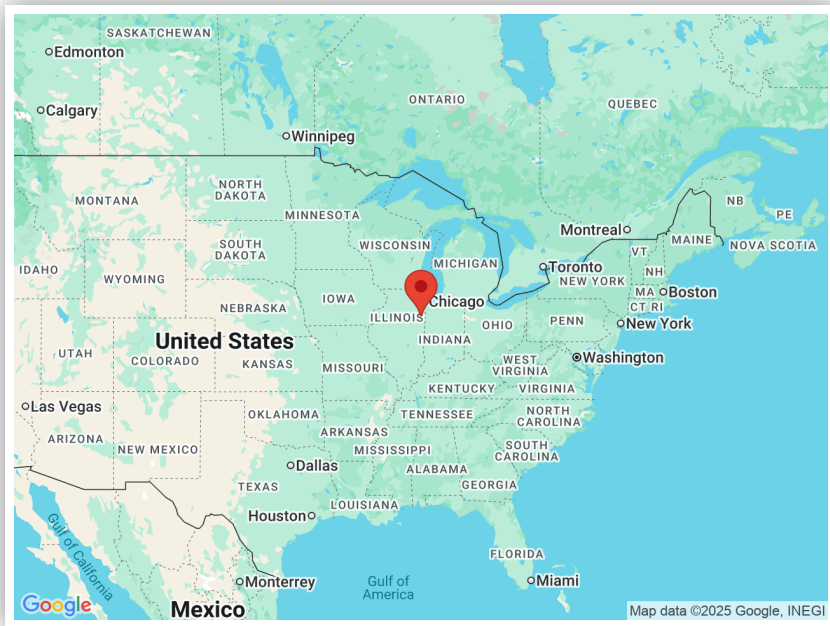 SASKATCHEWAN
Edmonton
Calgary
ONTARIO
QUEBEC
Winnipeg
NORTH
DAKOTA
MONTANA
MINNESOTA
NB
PE
Montreal
MAINE
NOVA SCOTIA
WISCONSIN
SOUTH
DAKOTA
VT
NH
MICHIGAN
Toronto
IDAHO
WYOMING
NEW YORK
MA
Boston
CT RI
IOWA
Chicago
NEBRASKA
ILLINOIS
OHIO
PENN
New York
United States
INDIANA
UTAH
COLORADO
KANSAS
MISSOURI
WEST
VIRGINIA
Washington
KENTUCKY
VIRGINIA
Las Vegas
OKLAHOMA
TENNESSEE
NORTH
CAROLINA
ARIZONA
NEW MEXICO
ARKANSAS
MISSISSIPPI
SOUTH
CAROLINA
Dallas
ALABAMA
GEORGIA
TEXAS
LOUISIANA
Houston
Gulf of California
FLORIDA
Monterrey
Gulf of
America
Miami
Google
Mexico
Map data ©2025 Google, INEGI